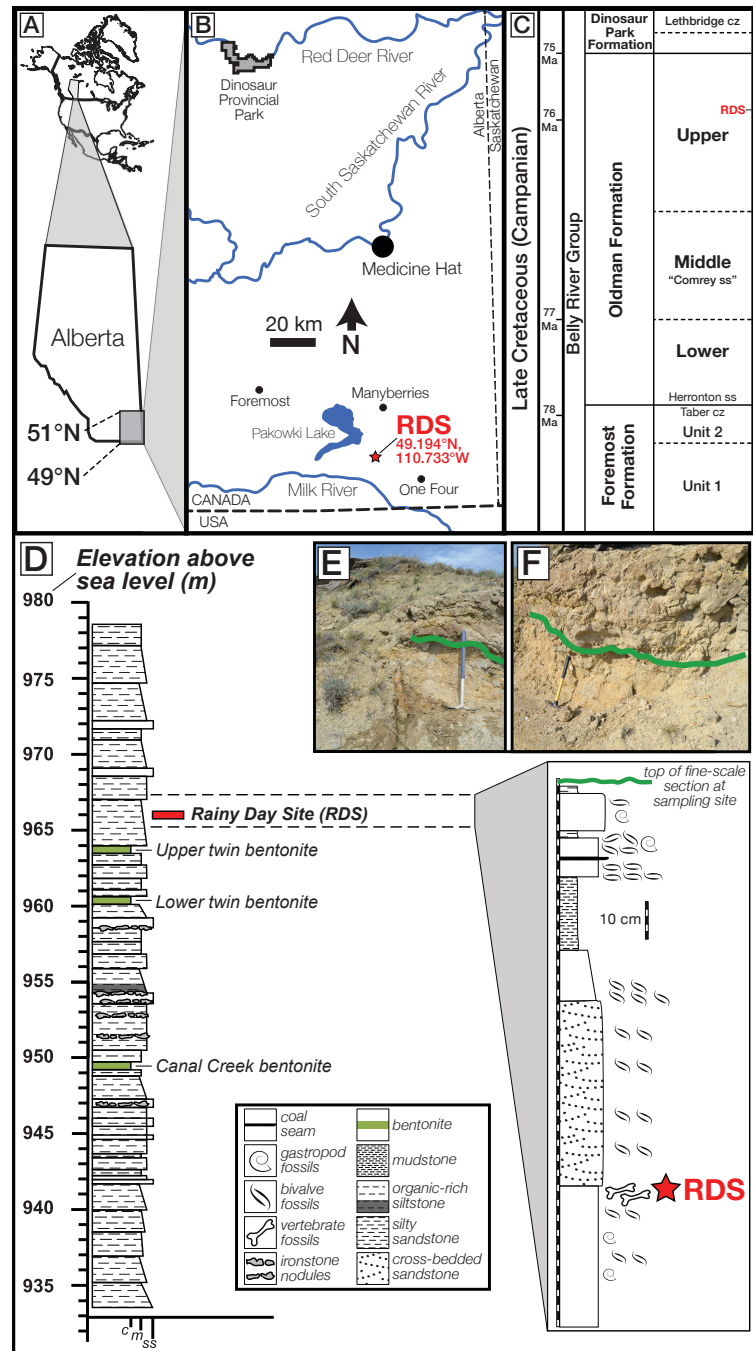 A
Alberta
51°N
49°N
B
Red Deer River
Dinosaur
Provincial
Park
South Saskatchewan River
Alberta
Saskatchewan
Medicine Hat
20 km
N
Foremost
Manyberries
Pakowki Lake
RDS
49.194°N,
110.733°W
Milk River
One Four
CANADA
USA
C
Late Cretaceous (Campanian)
75
Ma
76
Ma
77
Ma
78
Ma
Belly River Group
Dinosaur
Park
Formation
Oldman Formation
Foremost
Formation
Lethbridge cz
RDS
Upper
Middle
“Comrey ss”
Lower
Herronton ss
Taber cz
Unit 2
Unit 1
D
Elevation above
sea level (m)
980
975
970
965
960
955
950
945
940
935
Rainy Day Site (RDS)
Upper twin bentonite
Lower twin bentonite
Canal Creek bentonite
c m ss
E
F
top of fine-scale
section at
sampling site
10 cm
RDS
coal
seam
gastropod
fossils
bivalve
fossils
vertebrate
fossils
ironstone
nodules
bentonite
mudstone
organic-rich
siltstone
silty
sandstone
cross-bedded
sandstone